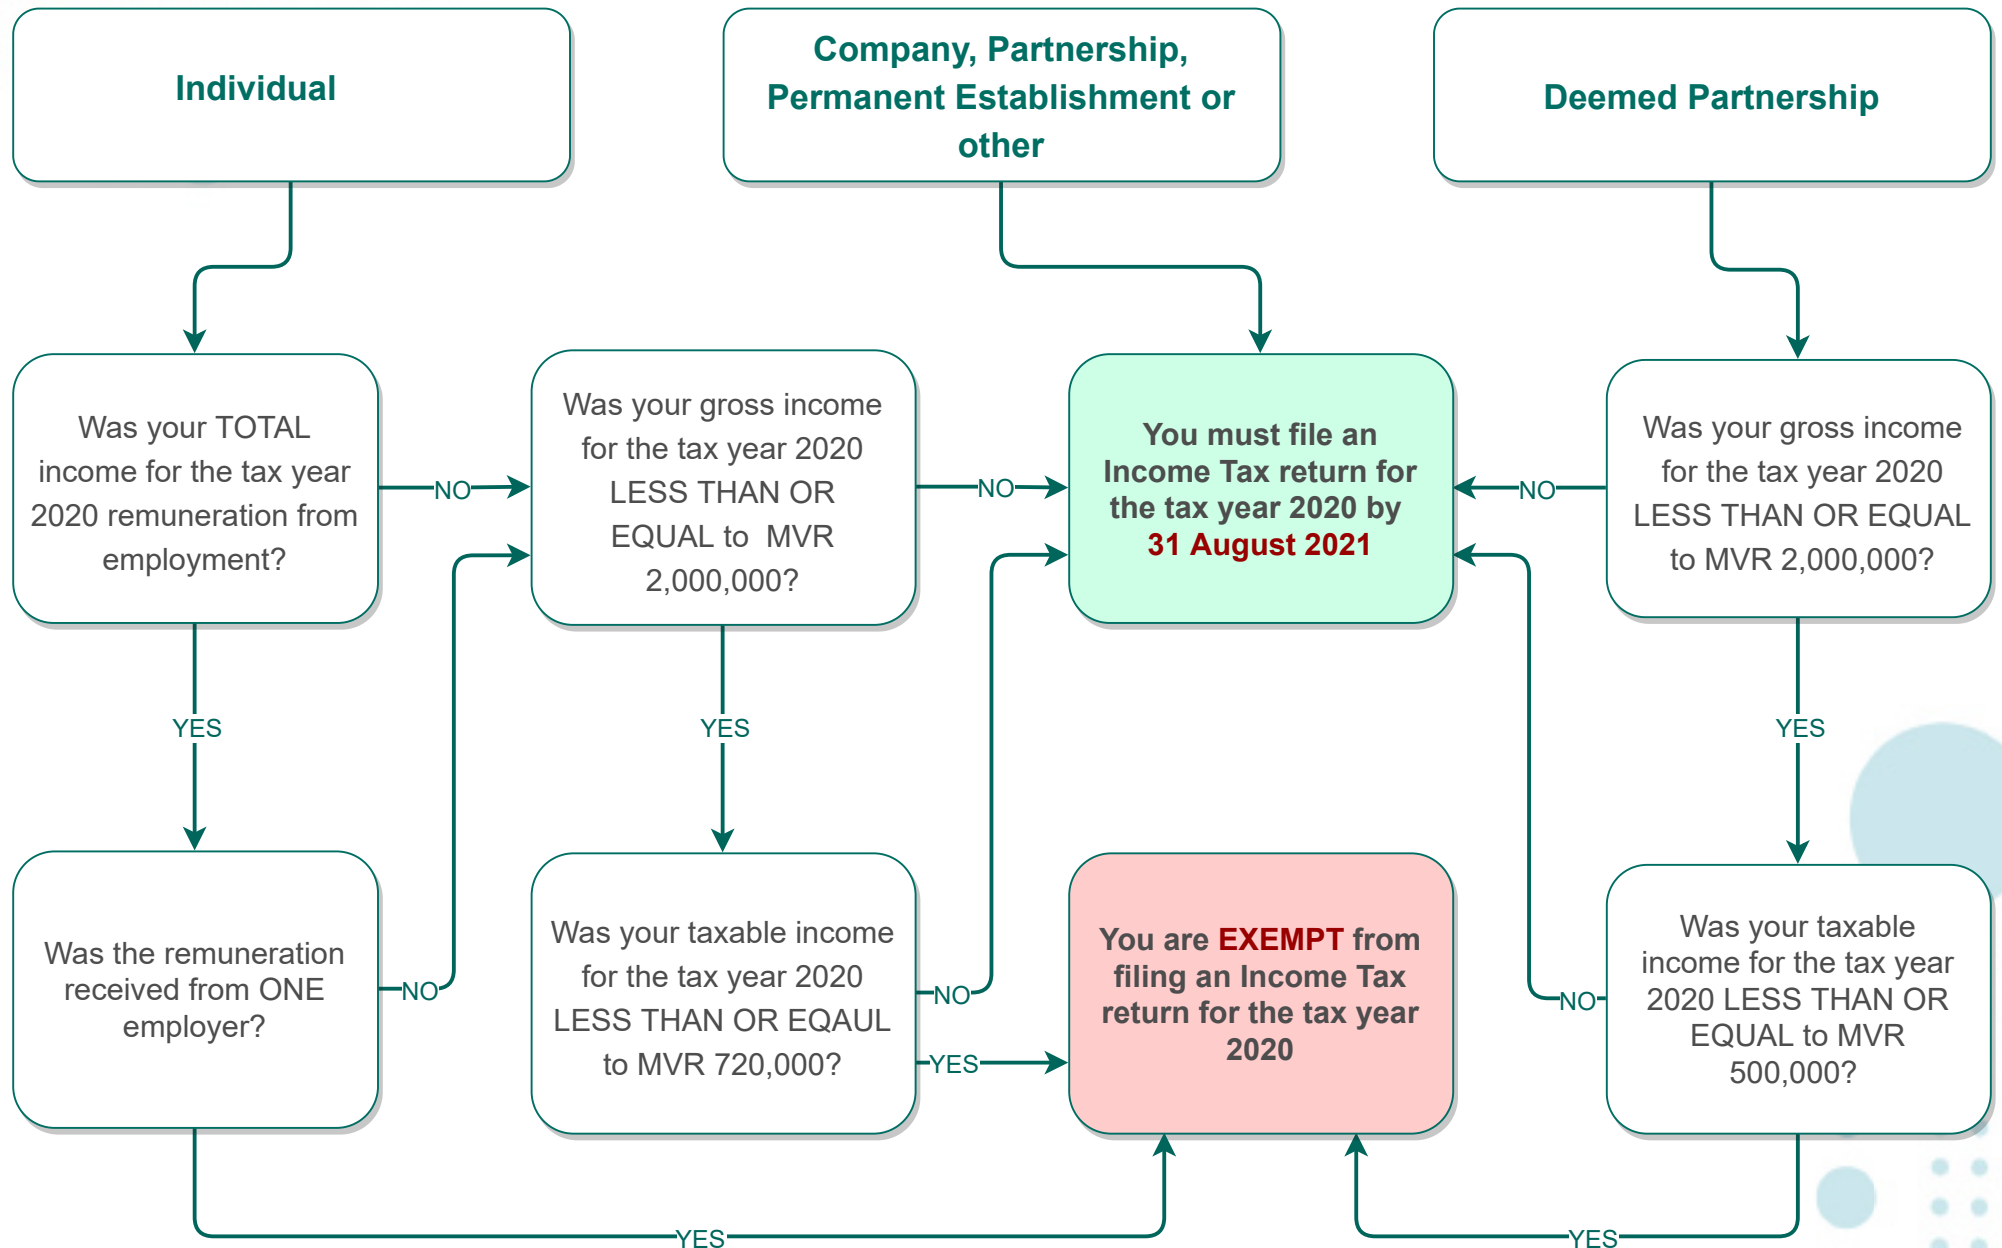 Individual
Company, Partnership,
Permanent Establishment or
other
Deemed Partnership
Was your TOTAL
income for the tax year
2020 remuneration from
employment?
NO
Was your gross income
for the tax year 2020
LESS THAN OR
EQUAL to MVR
2,000,000?
NO
You must file an
Income Tax return for
the tax year 2020 by
31 August 2021
NO
Was your gross income
for the tax year 2020
LESS THAN OR EQUAL
to MVR 2,000,000?
YES
YES
YES
Was the remuneration
received from ONE
employer?
NO
Was your taxable income
for the tax year 2020
LESS THAN OR EQAUL
to MVR 720,000?
NO
YES
You are EXEMPT from
filing an Income Tax
return for the tax year
2020
NO
Was your taxable
income for the tax year
2020 LESS THAN OR
EQUAL to MVR
500,000?
YES
YES